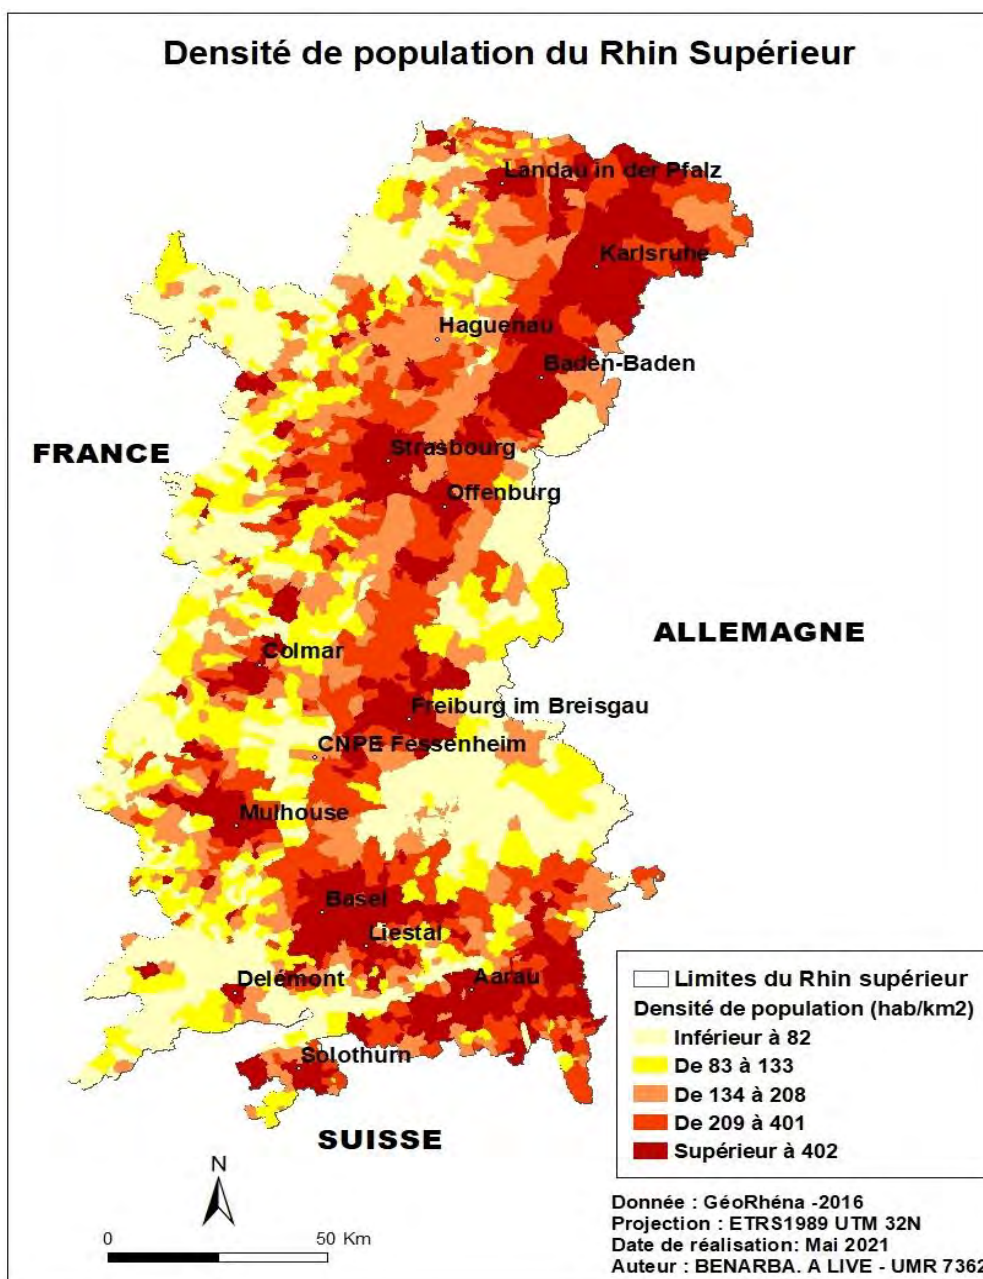 Densité de population du Rhin Supérieur
Landau in der Pfalz
Karlsruhe
Haguenau
Baden-Baden
FRANCE
Strasbourg
Offenburg
ALLEMAGNE
Colmar
Freiburg im Breisgau
CNPE Fessenheim
Mulhouse
Basel
Liestal
Delémont
Aarau
Solothurn
SUISSE
Limites du Rhin supérieur
Densité de population (hab/km2)
Inférieur à 82
De 83 à 133
De 134 à 208
De 209 à 401
Supérieur à 402
N
0 50 Km
Donnée : GéoRhéna -2016
Projection : ETRS1989 UTM 32N
Date de réalisation: Mai 2021
Auteur : BENARBA. A LIVE - UMR 7362